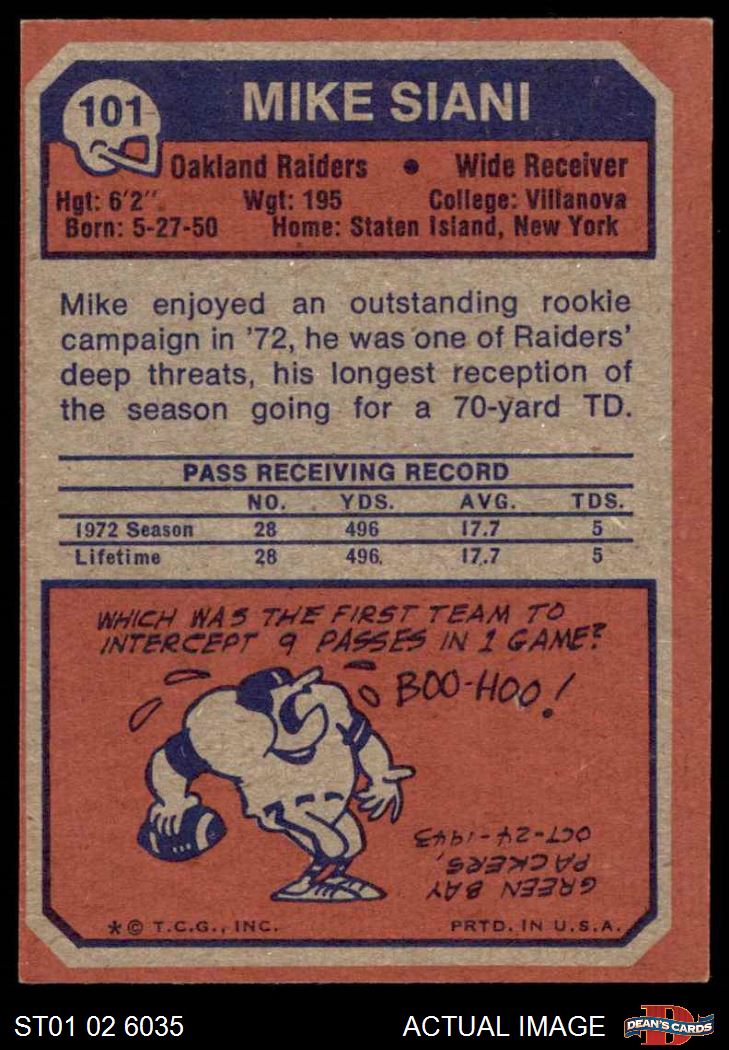 101
MIKE SIANI
Oakland Raiders • Wide Receiver
Hgt: 6'2" Wgt: 195 College: Villanova
Born: 5-27-50 Home: Staten Island, New York
Mike enjoyed an outstanding rookie
campaign in '72, he was one of Raiders'
deep threats, his longest reception of
the season going for a 70-yard TD.
PASS RECEIVING RECORD
NO. YDS. AVG. TDS.
1972 Season 28 496 17.7 5
Lifetime 28 496 17.7 5
WHICH WAS THE FIRST TEAM TO
INTERCEPT 9 PASSES IN 1 GAME?
BOO-HOO!
GREEN BAY
PACKERS,
OCT-24-1943
*© T.C.G., INC. PRTD. IN U.S.A.
ST01 02 6035 ACTUAL IMAGE
DEAN'S CARDS